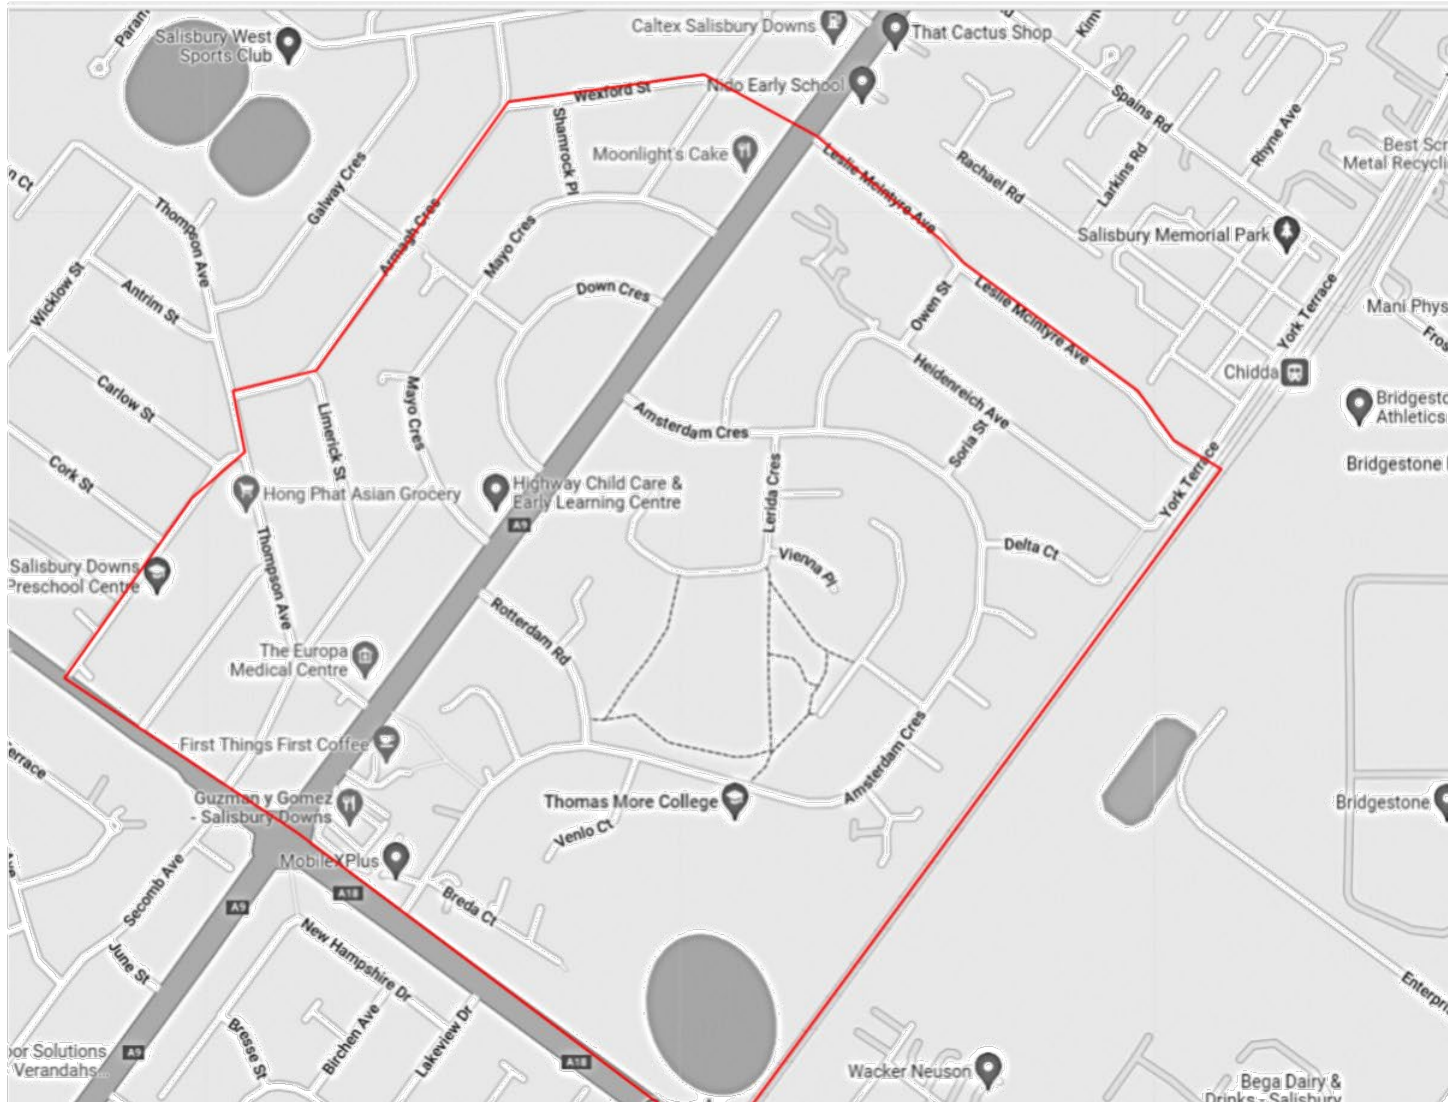 Salisbury West
Sports Club
Caltex Salisbury Downs
That Cactus Shop
Nido Early School
Wexford St
Shamrock Pl
Moonlight's Cake
Spains Rd
Rhyne Ave
Larkins Rd
Rachael Rd
Metal Recycli
Salisbury Memorial Park
Leslie McIntyre Ave
Leslie McIntyre Ave
Galway Cres
Armagh Cres
Mayo Cres
Mayo Cres
Down Cres
Thompson Ave
Wicklow St
Antrim St
Carlow St
Cork St
n Ct
Owen St
Heidenreich Ave
York Terrace
Mani Phys
Fros
Chidda
Bridgesto
Athletics
Bridgestone
Limerick St
Amsterdam Cres
Soria St
York Terrace
Hong Phat Asian Grocery
Highway Child Care &
Early Learning Centre
A9
Lerida Cres
Vienna Pl
Delta Ct
Salisbury Downs
Preschool Centre
Thompson Ave
Rotterdam Rd
The Europa
Medical Centre
First Things First Coffee
Guzman y Gomez
- Salisbury Downs
Thomas More College
Amsterdam Cres
Venlo Ct
Bridgestone
MobileXPlus
Breda Ct
A18
A9
Secomb Ave
June St
New Hampshire Dr
Birchen Ave
Lakeview Dr
Bresse St
A9
A18
oor Solutions
Verandahs...
Wacker Neuson
Enterpri
Bega Dairy &
Drinks - Salisbury
errace